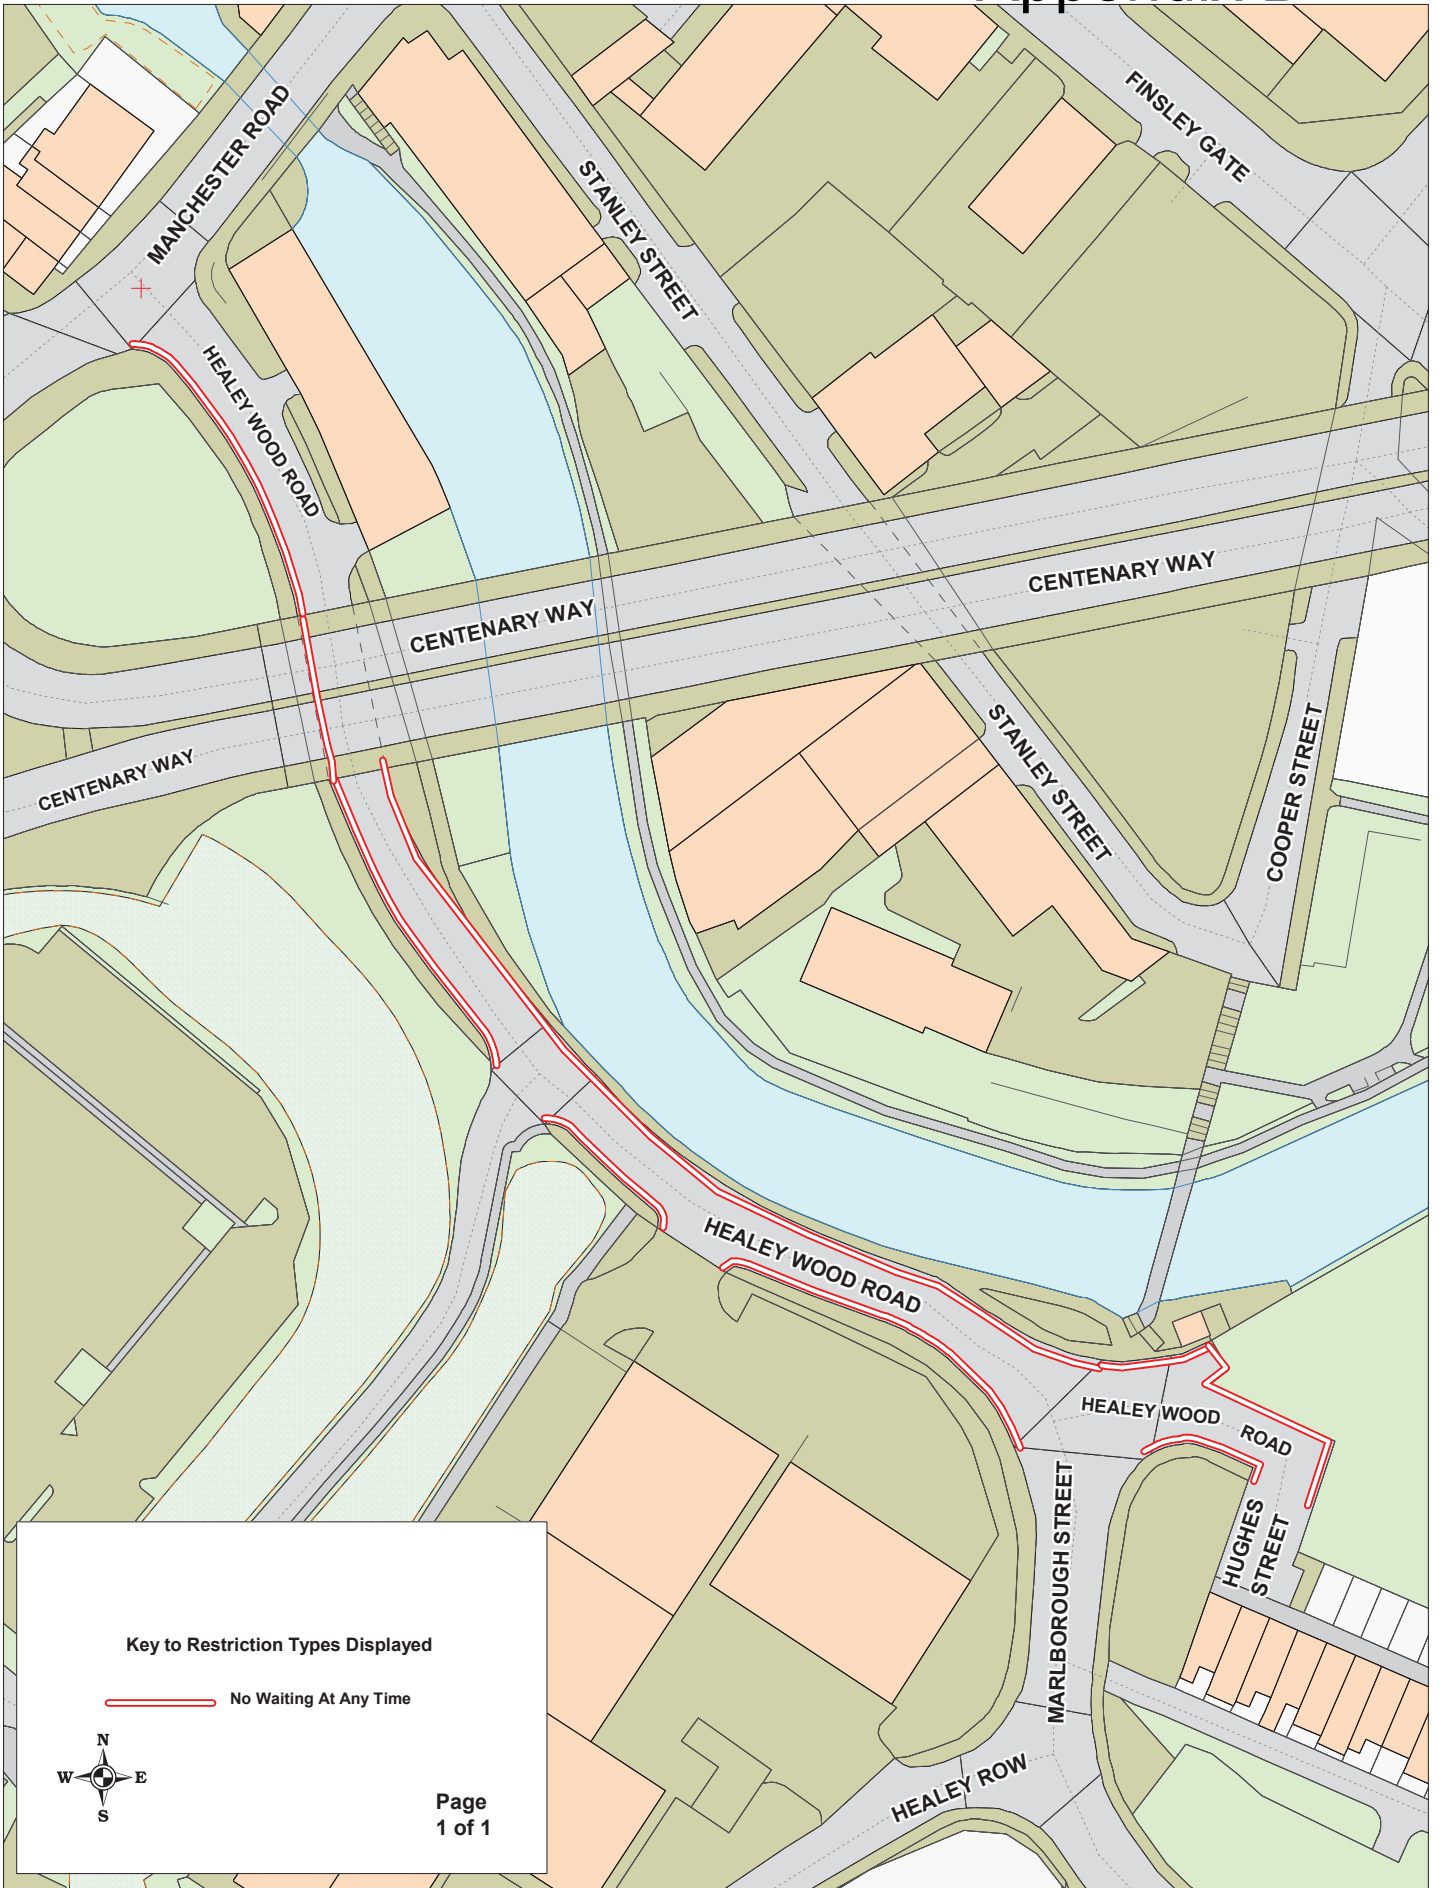 FINSLEY GATE
MANCHESTER ROAD
STANLEY STREET
HEALEY WOOD ROAD
CENTENARY WAY
CENTENARY WAY
CENTENARY WAY
STANLEY STREET
COOPER STREET
HEALEY WOOD ROAD
HEALEY WOOD ROAD
HUGHES
STREET
MARLBOROUGH STREET
HEALEY ROW
Key to Restriction Types Displayed
No Waiting At Any Time
N
W E
S
Page
1 of 1